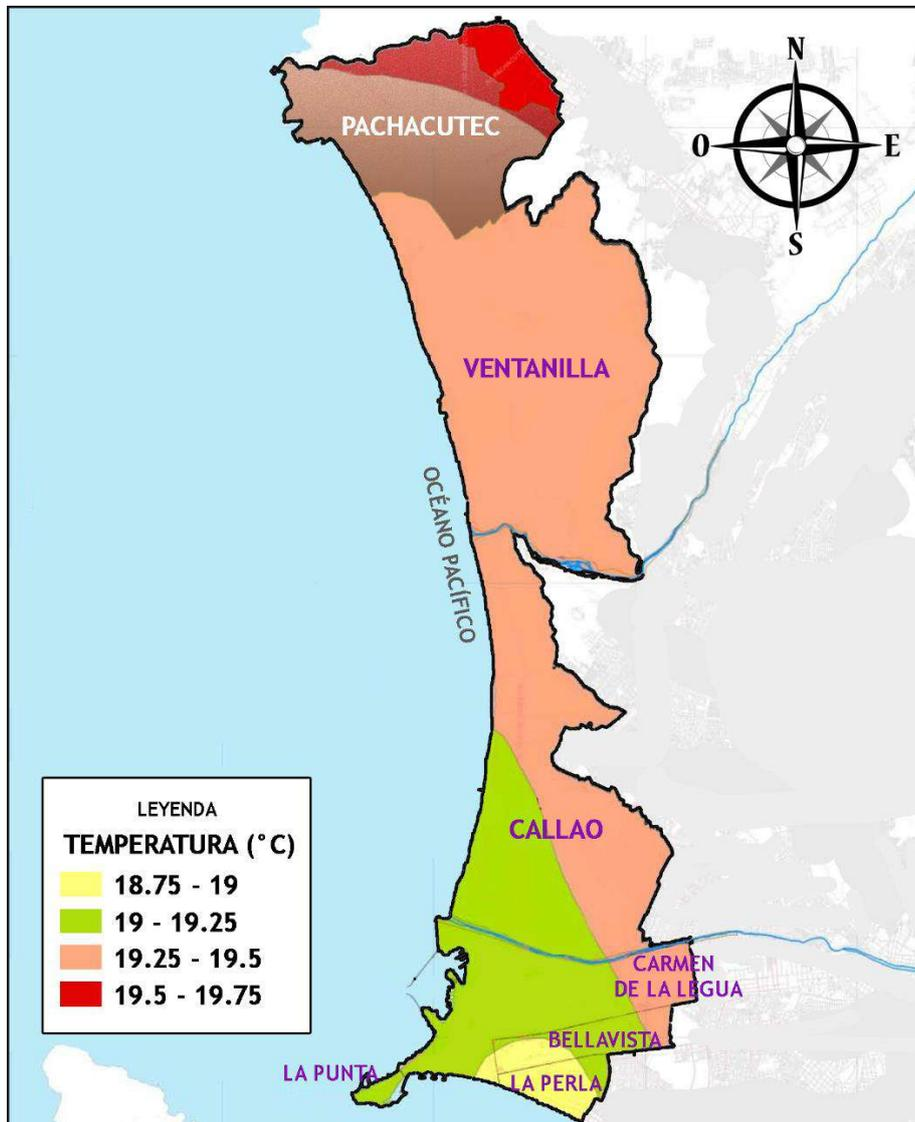 N
O
E
S
PACHACUTEC
VENTANILLA
OCÉANO PACÍFICO
CALLAO
CARMEN
DE LA LEGUA
BELLAVISTA
LA PERLA
LA PUNTA
LEYENDA
TEMPERATURA (°C)
18.75 - 19
19 - 19.25
19.25 - 19.5
19.5 - 19.75